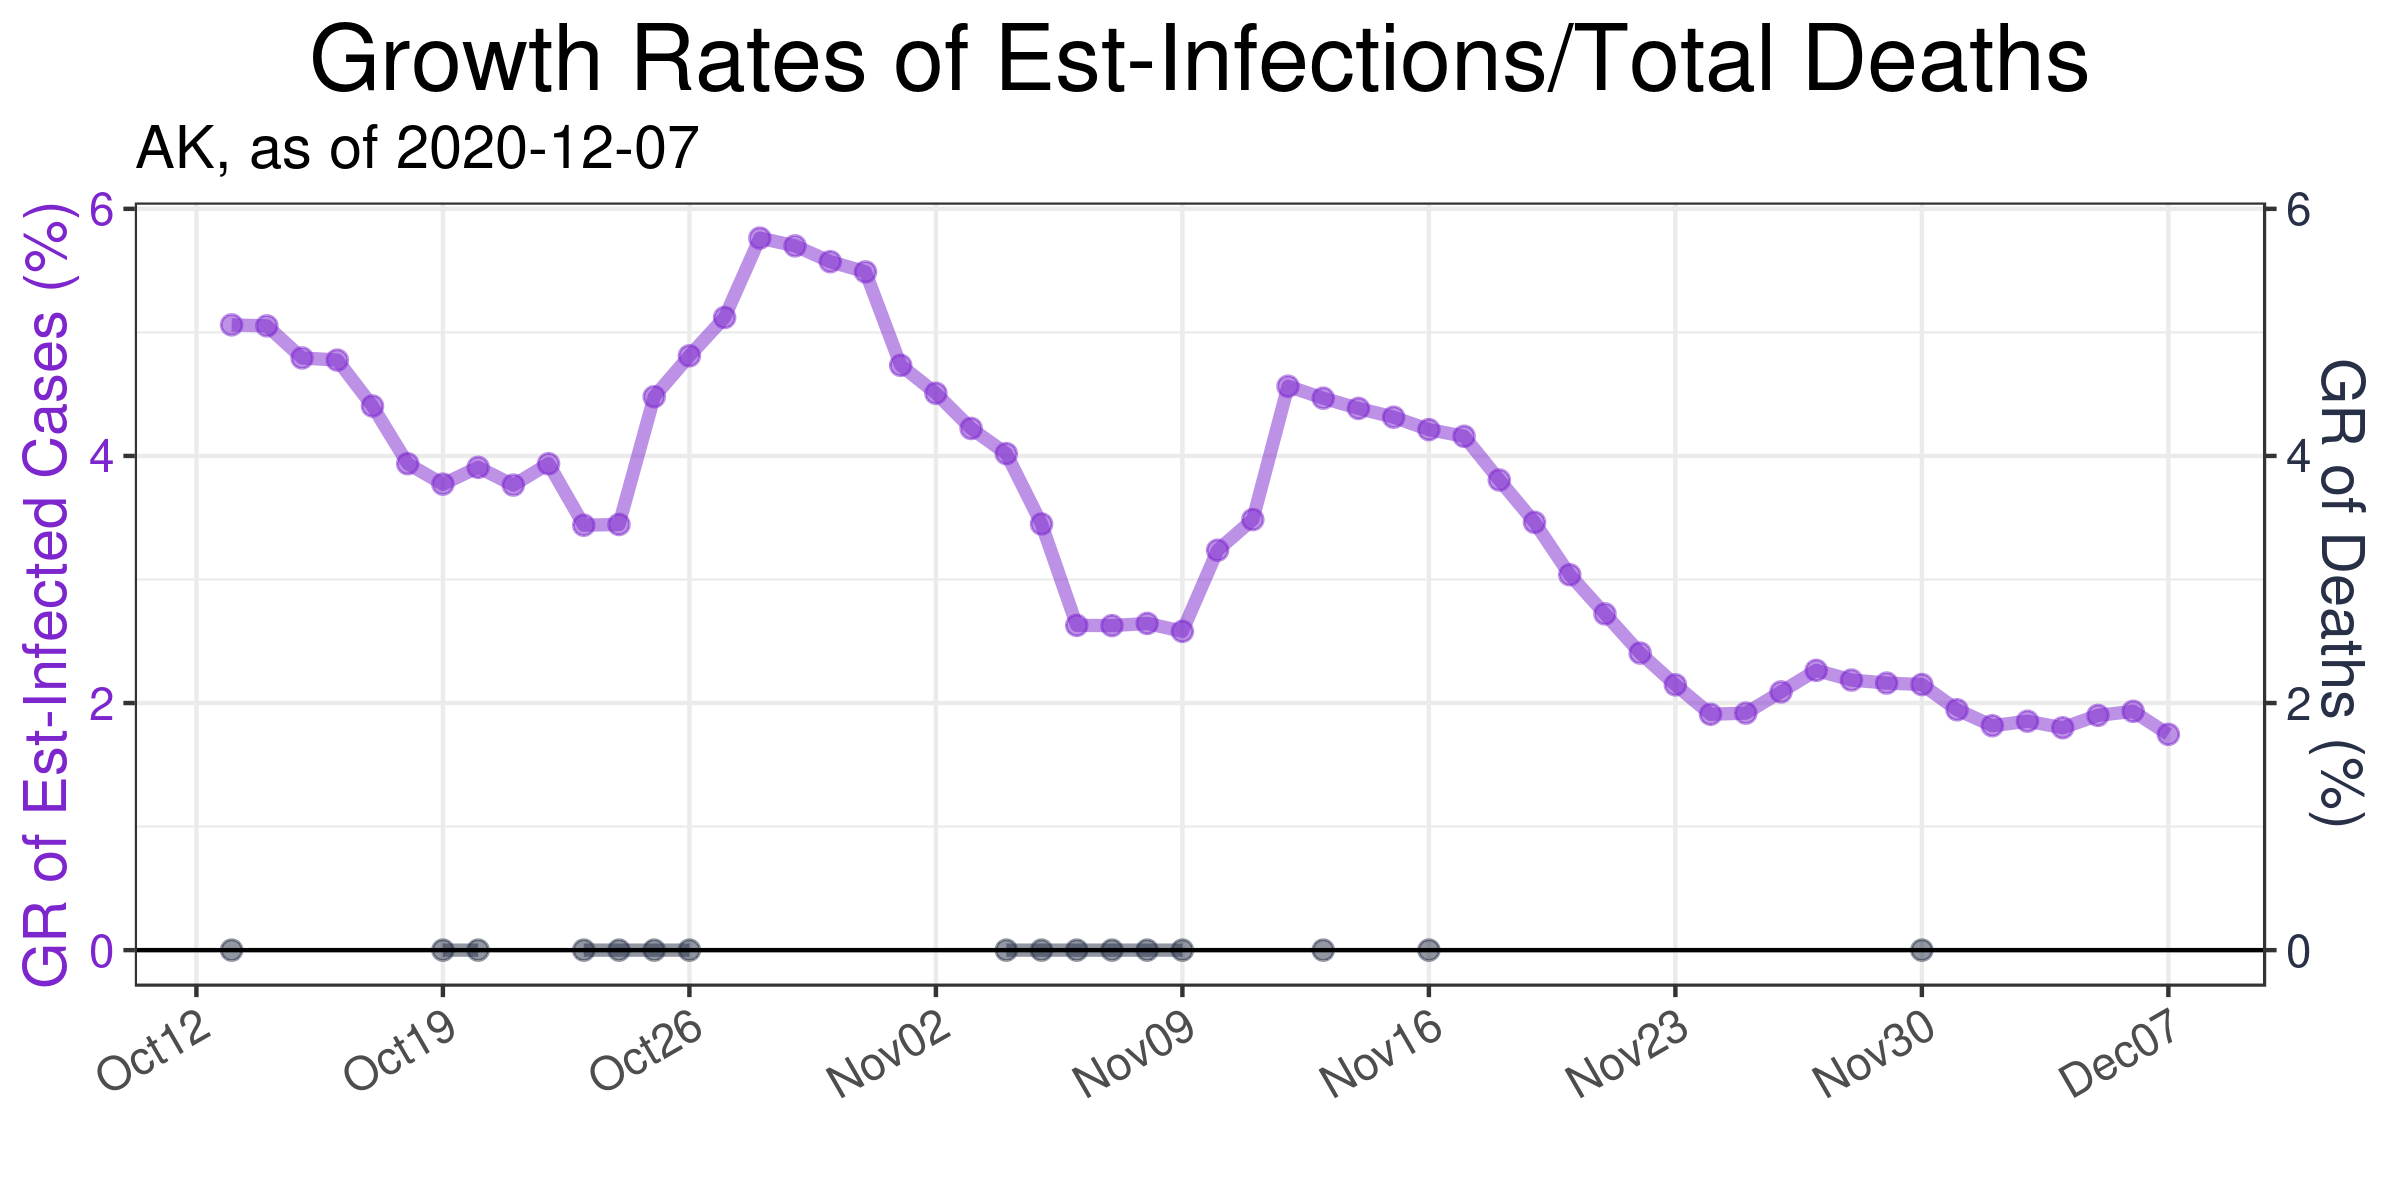 Growth Rates of Est-Infections/Total Deaths
AK, as of 2020-12-07
GR of Est-Infected Cases (%)
6
4
2
0
6
4
2
0
GR of Deaths (%)
Oct12
Oct19
Oct26
Nov02
Nov09
Nov16
Nov23
Nov30
Dec07